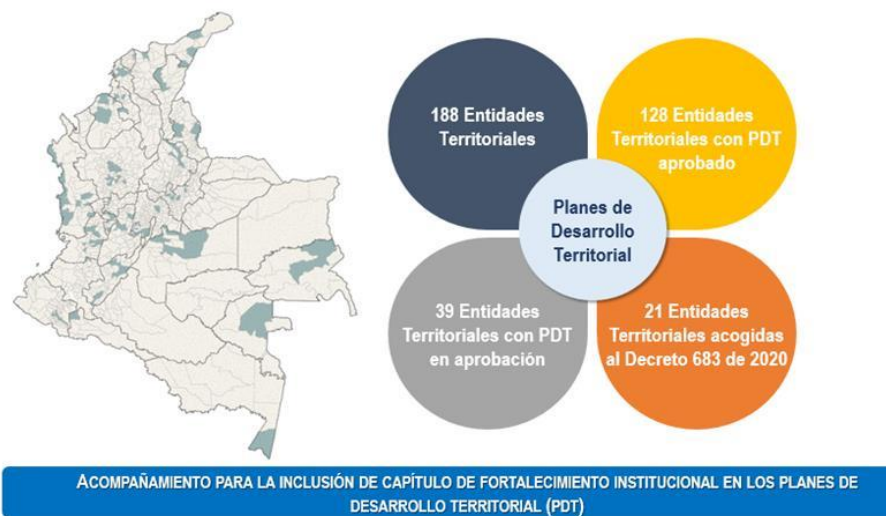 188 Entidades
Territoriales
128 Entidades
Territoriales con PDT
aprobado
Planes de
Desarrollo
Territorial
39 Entidades
Territoriales con PDT
en aprobación
21 Entidades
Territoriales acogidas
al Decreto 683 de 2020
ACOMPAÑAMIENTO PARA LA INCLUSIÓN DE CAPÍTULO DE FORTALECIMIENTO INSTITUCIONAL EN LOS PLANES DE
DESARROLLO TERRITORIAL (PDT)